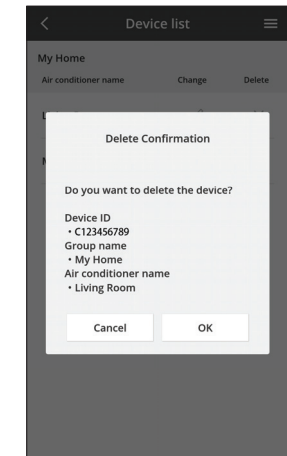 Device list
My Home
Air conditioner name Change Delete
L
M
Delete Confirmation
Do you want to delete the device?
Device ID
• C123456789
Group name
• My Home
Air conditioner name
• Living Room
Cancel OK